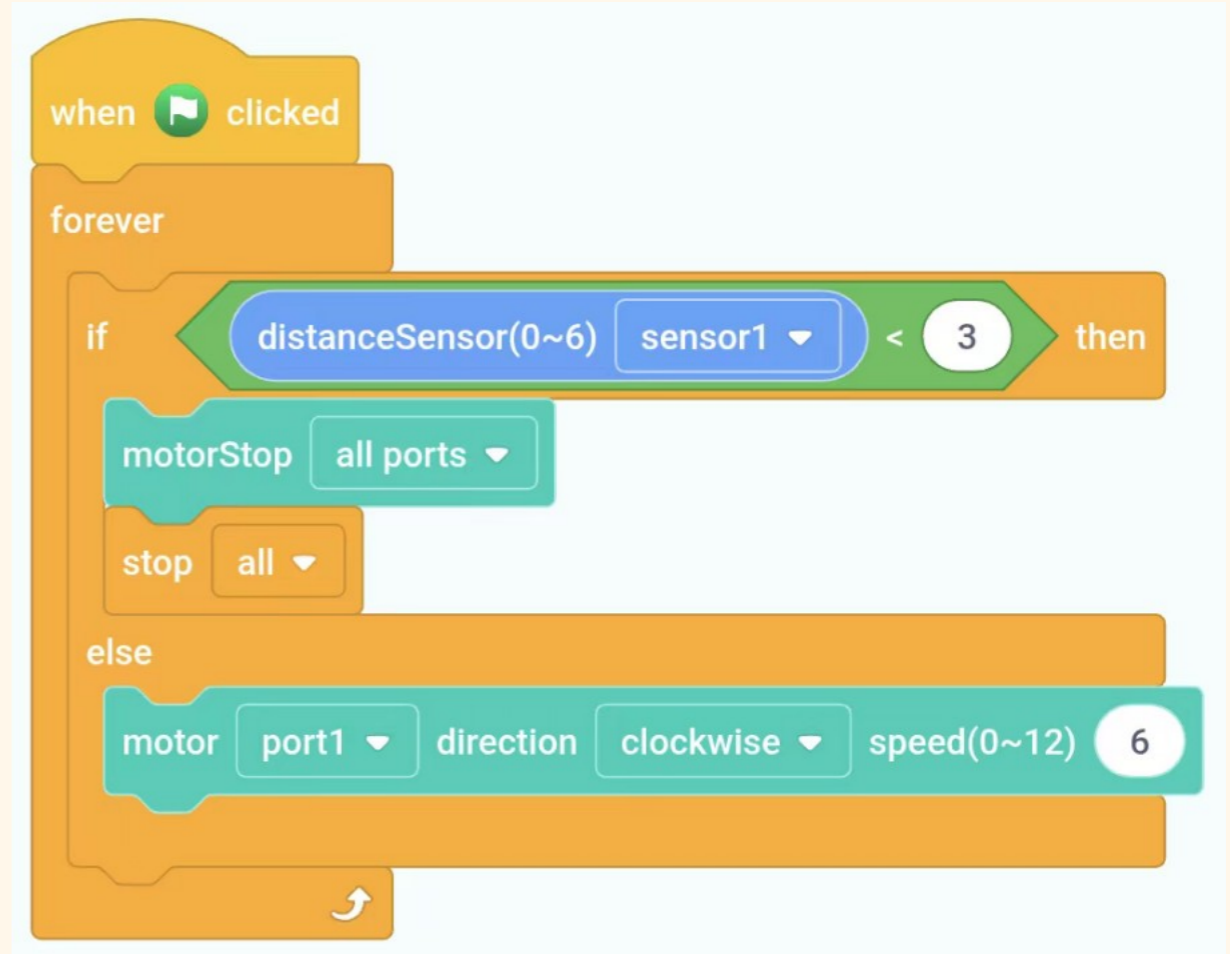 when clicked
forever
if distanceSensor(0~6) sensor1 < 3 then
motorStop all ports
stop all
else
motor port1 direction clockwise speed(0~12) 6